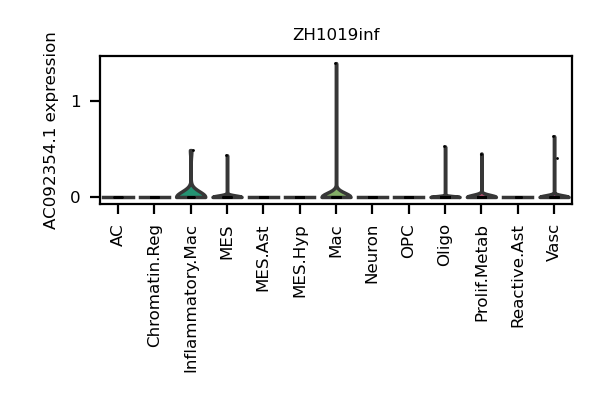 ZH1019inf
AC092354.1 expression
1
0
AC
Chromatin.Reg
Inflammatory.Mac
MES
MES.Ast
MES.Hyp
Mac
Neuron
OPC
Oligo
Prolif.Metab
Reactive.Ast
Vasc